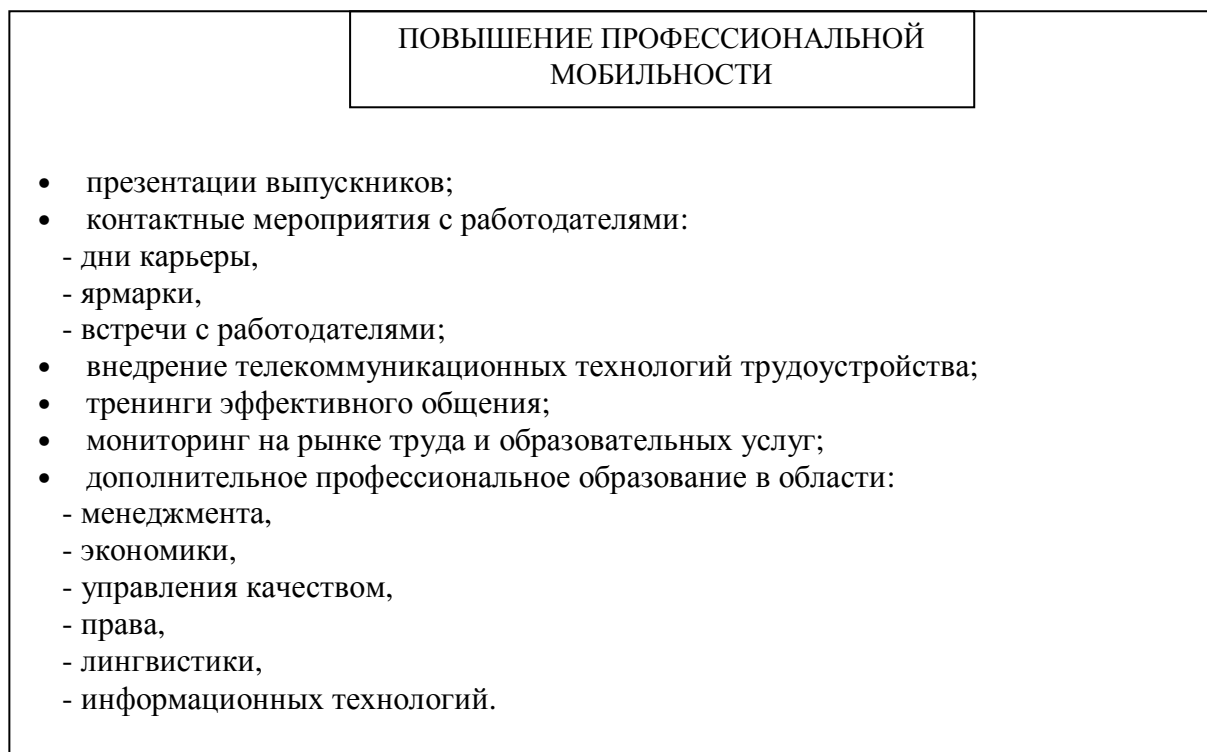 ПОВЫШЕНИЕ ПРОФЕССИОНАЛЬНОЙ
МОБИЛЬНОСТИ
• презентации выпускников;
• контактные мероприятия с работодателями:
- дни карьеры,
- ярмарки,
- встречи с работодателями;
• внедрение телекоммуникационных технологий трудоустройства;
• тренинги эффективного общения;
• мониторинг на рынке труда и образовательных услуг;
• дополнительное профессиональное образование в области:
- менеджмента,
- экономики,
- управления качеством,
- права,
- лингвистики,
- информационных технологий.